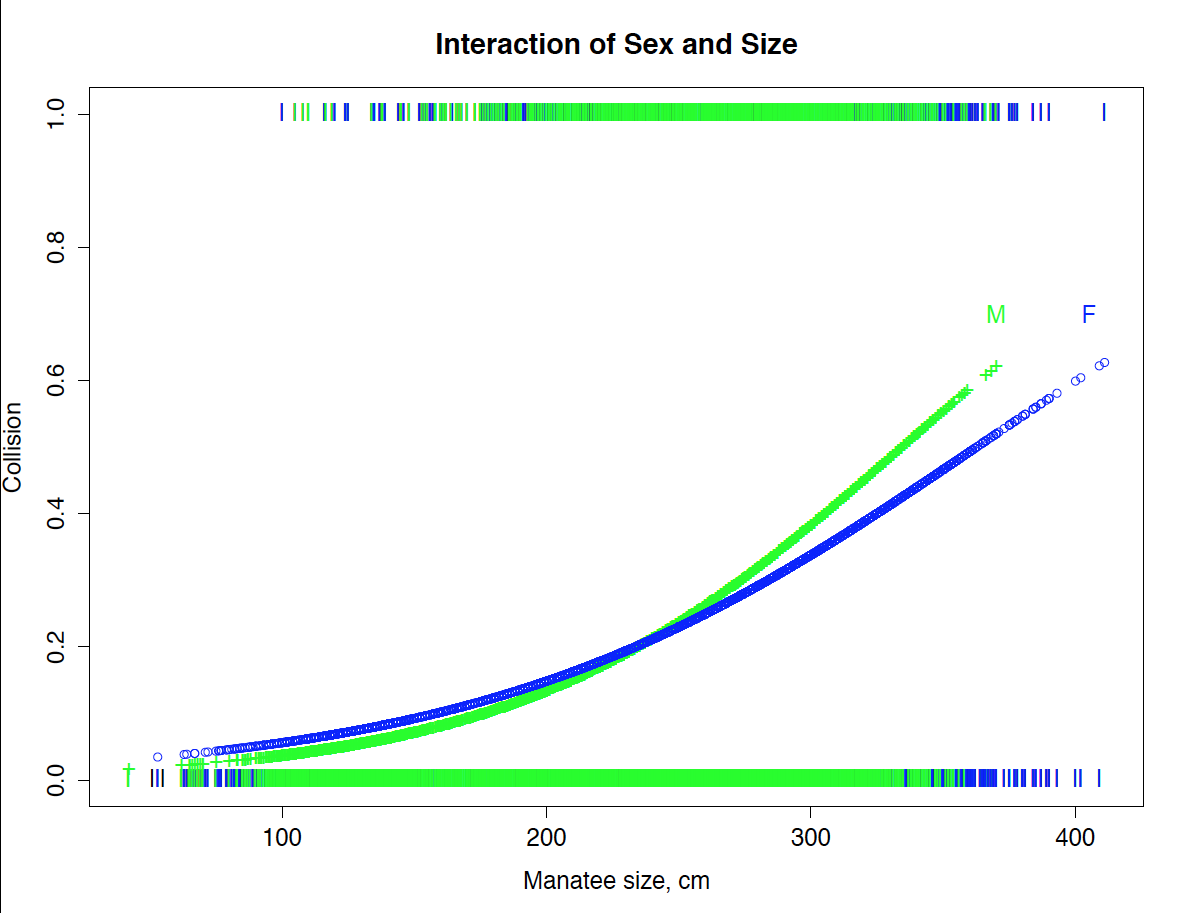 Interaction of Sex and Size
1.0
0.8
0.6
0.4
0.2
0.0
Collision
M
F
100
200
300
400
Manatee size, cm